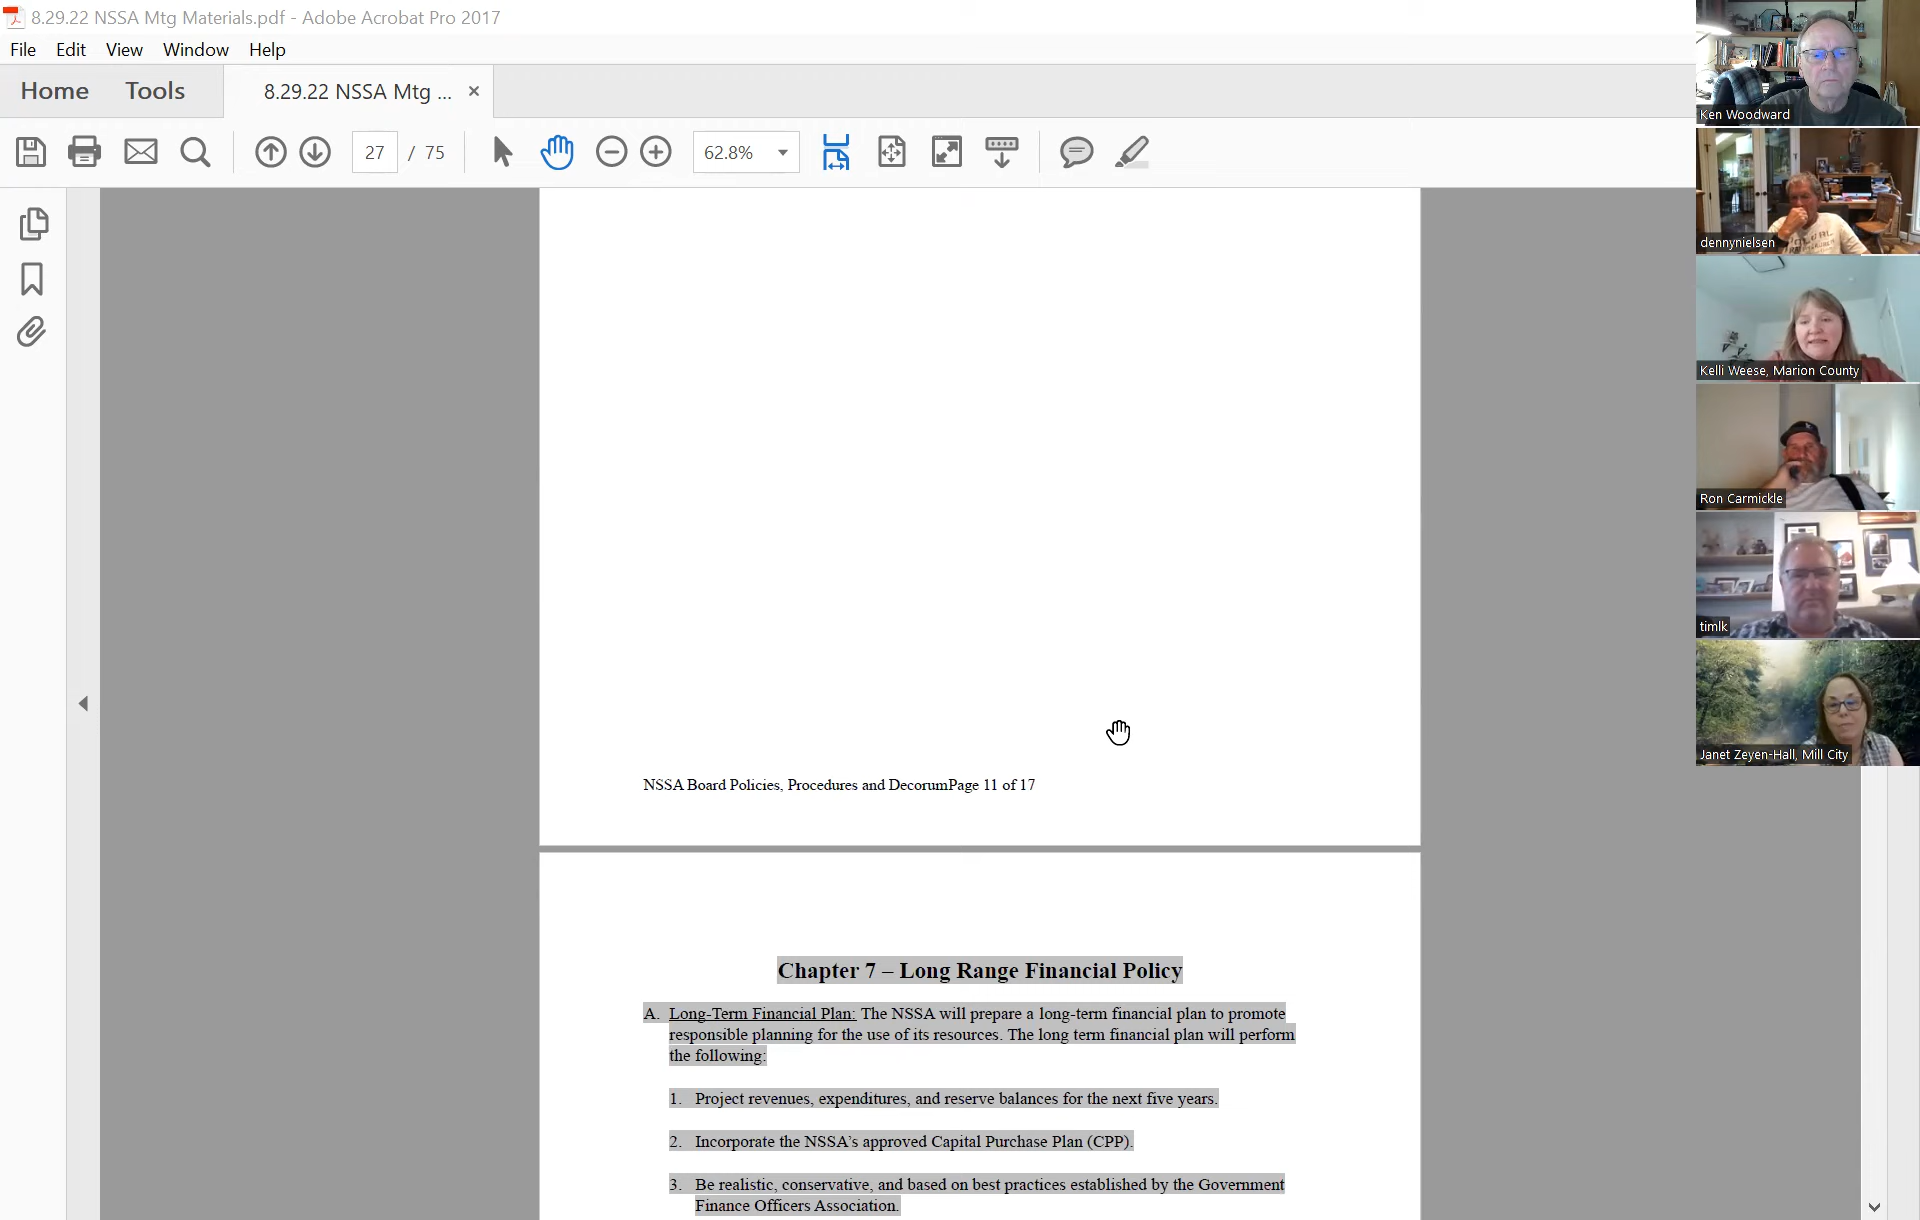 8.29.22 NSSA Mtg Materials.pdf - Adobe Acrobat Pro 2017
File Edit View Window Help
Home Tools 8.29.22 NSSA Mtg ... ×
27 / 75 62.8%
NSSA Board Policies, Procedures and DecorumPage 11 of 17
Chapter 7 – Long Range Financial Policy
A. Long-Term Financial Plan: The NSSA will prepare a long-term financial plan to promote
responsible planning for the use of its resources. The long term financial plan will perform
the following:
1. Project revenues, expenditures, and reserve balances for the next five years.
2. Incorporate the NSSA's approved Capital Purchase Plan (CPP).
3. Be realistic, conservative, and based on best practices established by the Government
Finance Officers Association.
Ken Woodward
dennynielsen
Kelli Weese, Marion County
Ron Carmickle
timlk
Janet Zeyen-Hall, Mill City